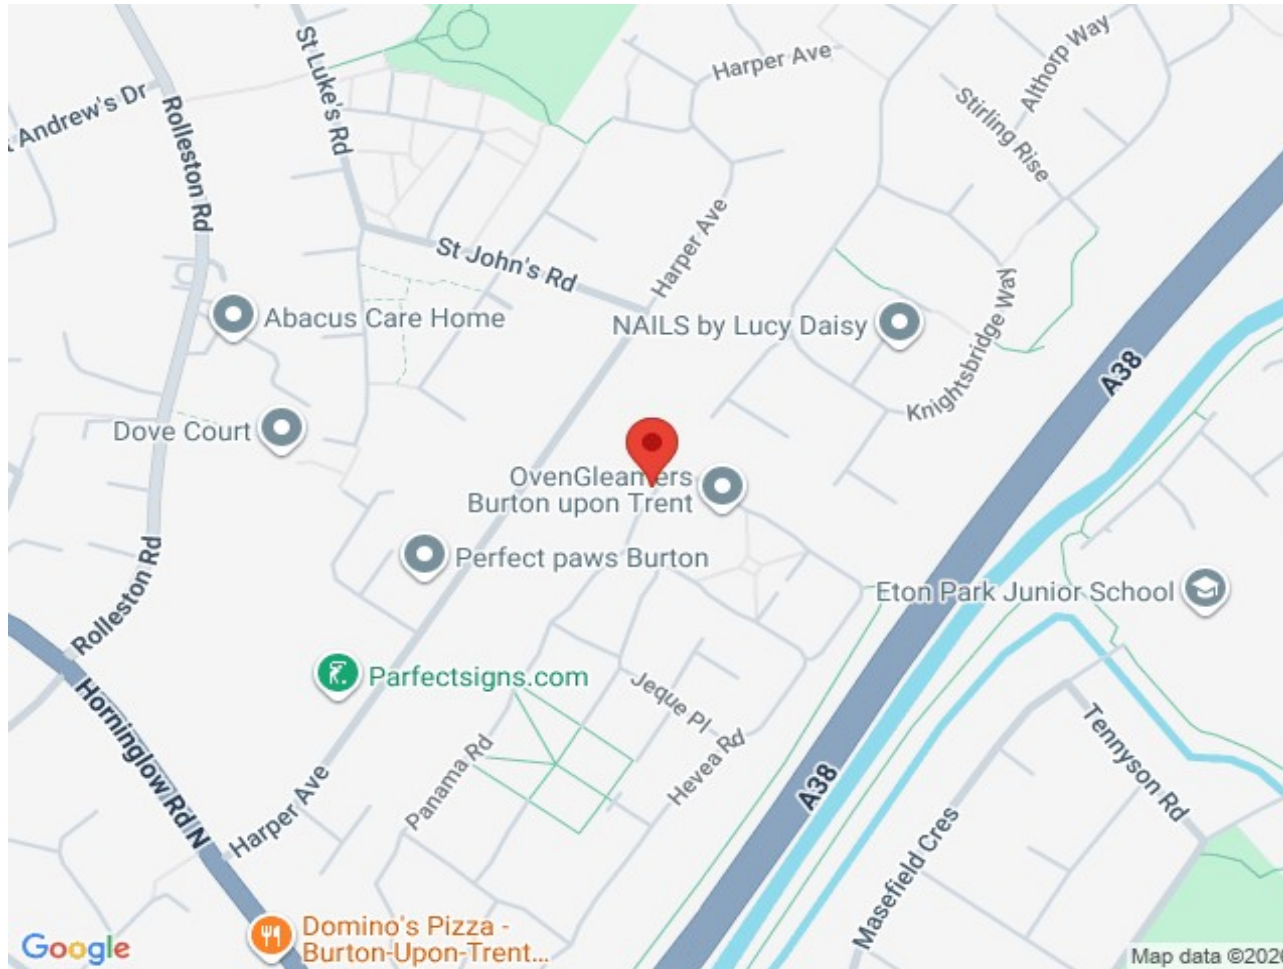 Harper Ave
Althorp Way
St Luke's Rd
Andrew's Dr
Rolleston Rd
Stirling Rise
Harper Ave
St John's Rd
Knightsbridge Way
Abacus Care Home
NAILS by Lucy Daisy
A38
Dove Court
OvenGleamers
Burton upon Trent
Perfect paws Burton
Rolleston Rd
Eton Park Junior School
Parfectsigns.com
Jeque Pl
Horninglow Rd N
Panama Rd
Hevea Rd
Tennyson Rd
A38
Harper Ave
Masefield Cres
Domino's Pizza -
Burton-Upon-Trent...
Google
Map data ©202